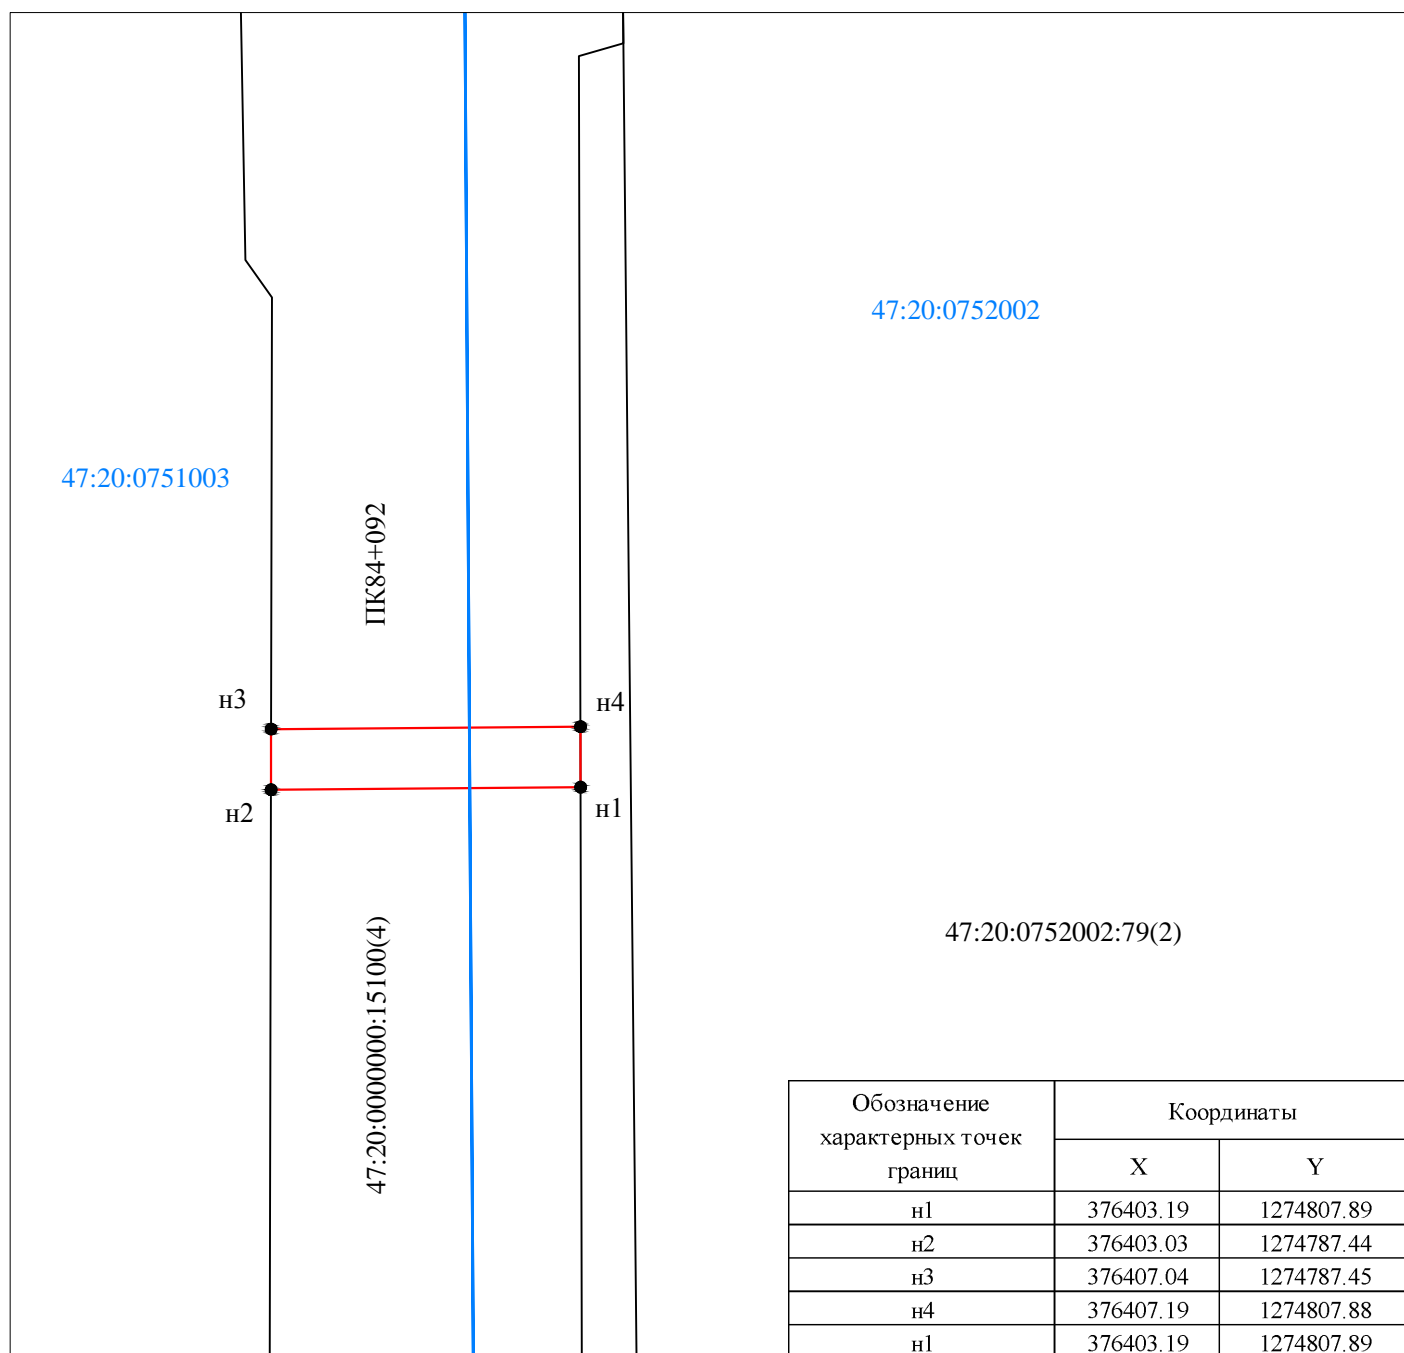 47:20:0752002
47:20:0751003
ПК84+092
н3
н4
н2
н1
47:20:0752002:79(2)
47:20:0000000:15100(4)
Обозначение характерных точек границ
Координаты
X
Y
н1 376403.19 1274807.89
н2 376403.03 1274787.44
н3 376407.04 1274787.45
н4 376407.19 1274807.88
н1 376403.19 1274807.89